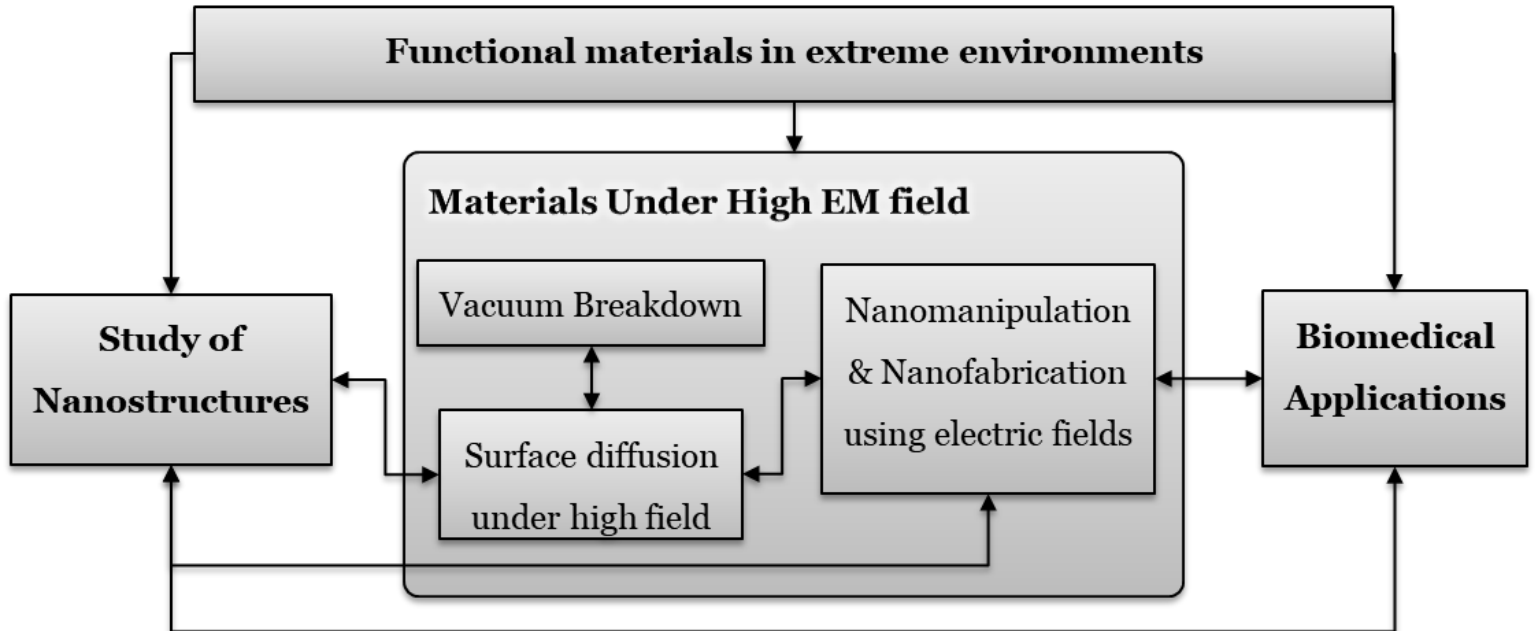 Functional materials in extreme environments
Materials Under High EM field
Vacuum Breakdown
Surface diffusion
under high field
Nanomanipulation
& Nanofabrication
using electric fields
Study of
Nanostructures
Biomedical
Applications